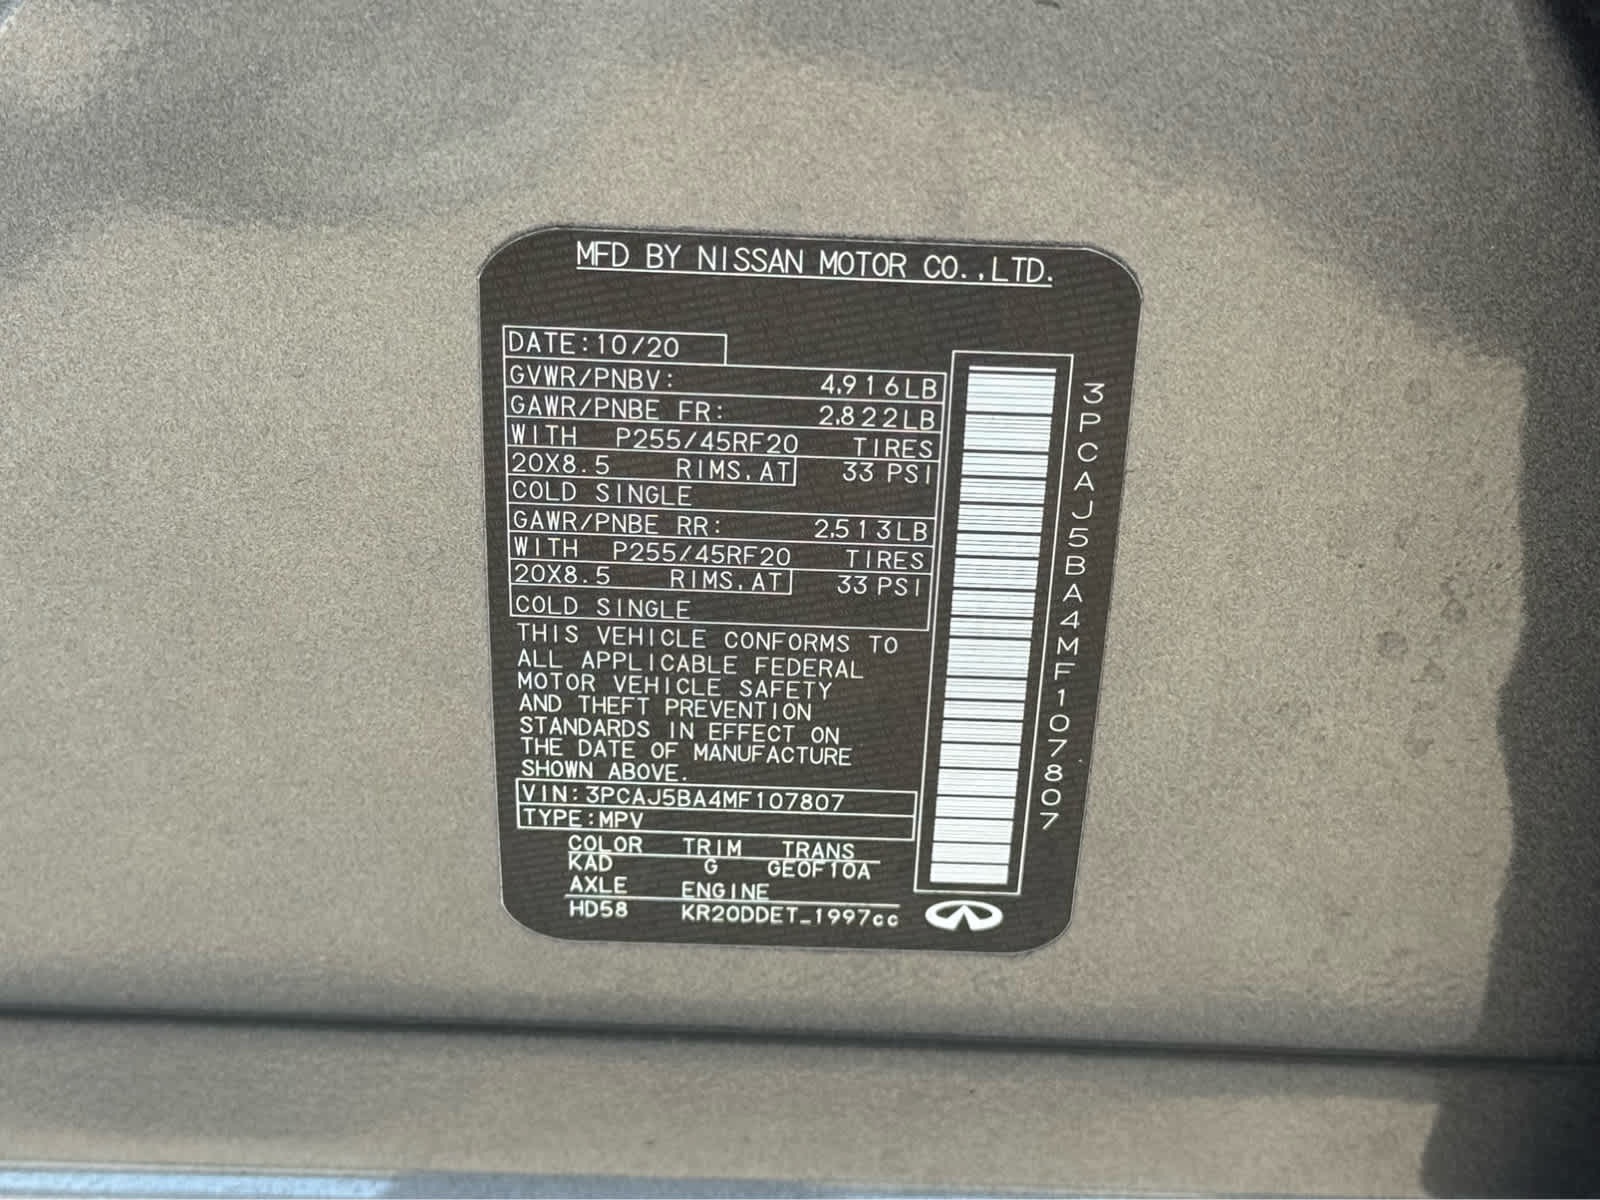 MFD BY NISSAN MOTOR CO.,LTD.
DATE:10/20
GVWR/PNBV: 4,916LB
GAWR/PNBE FR: 2,822LB
WITH P255/45RF20 TIRES
20X8.5 RIMS.AT 33 PSI
COLD SINGLE
GAWR/PNBE RR: 2,513LB
WITH P255/45RF20 TIRES
20X8.5 RIMS.AT 33 PSI
COLD SINGLE
THIS VEHICLE CONFORMS TO
ALL APPLICABLE FEDERAL
MOTOR VEHICLE SAFETY
AND THEFT PREVENTION
STANDARDS IN EFFECT ON
THE DATE OF MANUFACTURE
SHOWN ABOVE.
VIN:3PCAJ5BA4MF107807
TYPE:MPV
COLOR TRIM TRANS
KAD G GEOF10A
AXLE ENGINE
HD58 KR20DDET_1997cc
3PCAJ5BA4MF107807